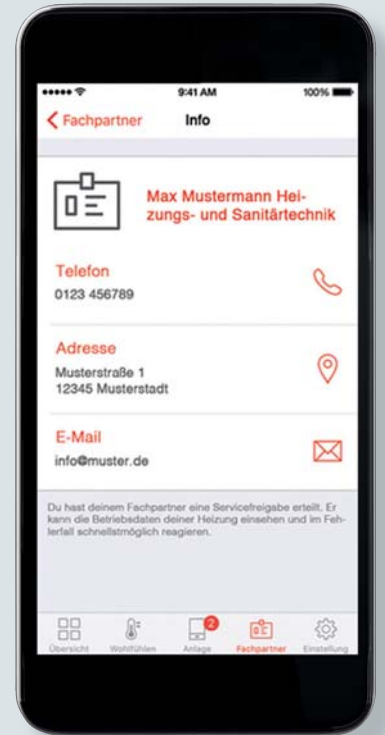 9:41 AM 100%
Fachpartner Info
Max Mustermann Hei-
zungs- und Sanitärtechnik
Telefon
0123 456789
Adresse
Musterstraße 1
12345 Musterstadt
E-Mail
info@muster.de
Du hast deinem Fachpartner eine Servicefreigabe erteilt. Er
kann die Betriebsdaten deiner Heizung einsehen und im Feh-
lerfall schnellstmöglich reagieren.
2
Übersicht Wohlfühlen Anlage Fachpartner Einstellung